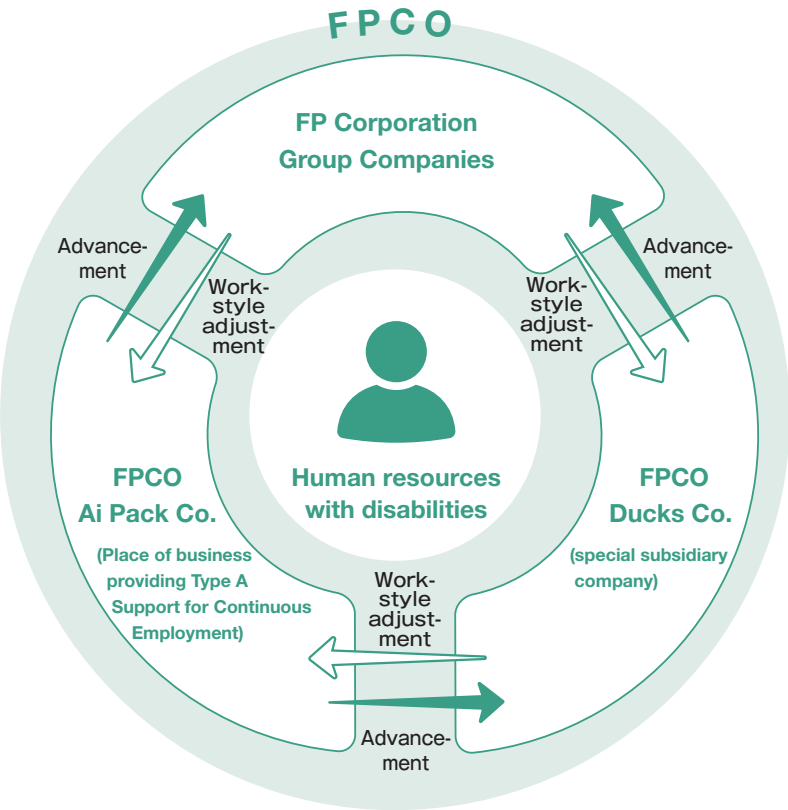 FPCO
FP Corporation
Group Companies
Advance-
ment
Work-
style
adjust-
ment
Work-
style
adjust-
ment
Advance-
ment
Human resources
with disabilities
FPCO
Ai Pack Co.
(Place of business
providing Type A
Support for Continuous
Employment)
FPCO
Ducks Co.
(special subsidiary
company)
Work-
style
adjust-
ment
Advance-
ment